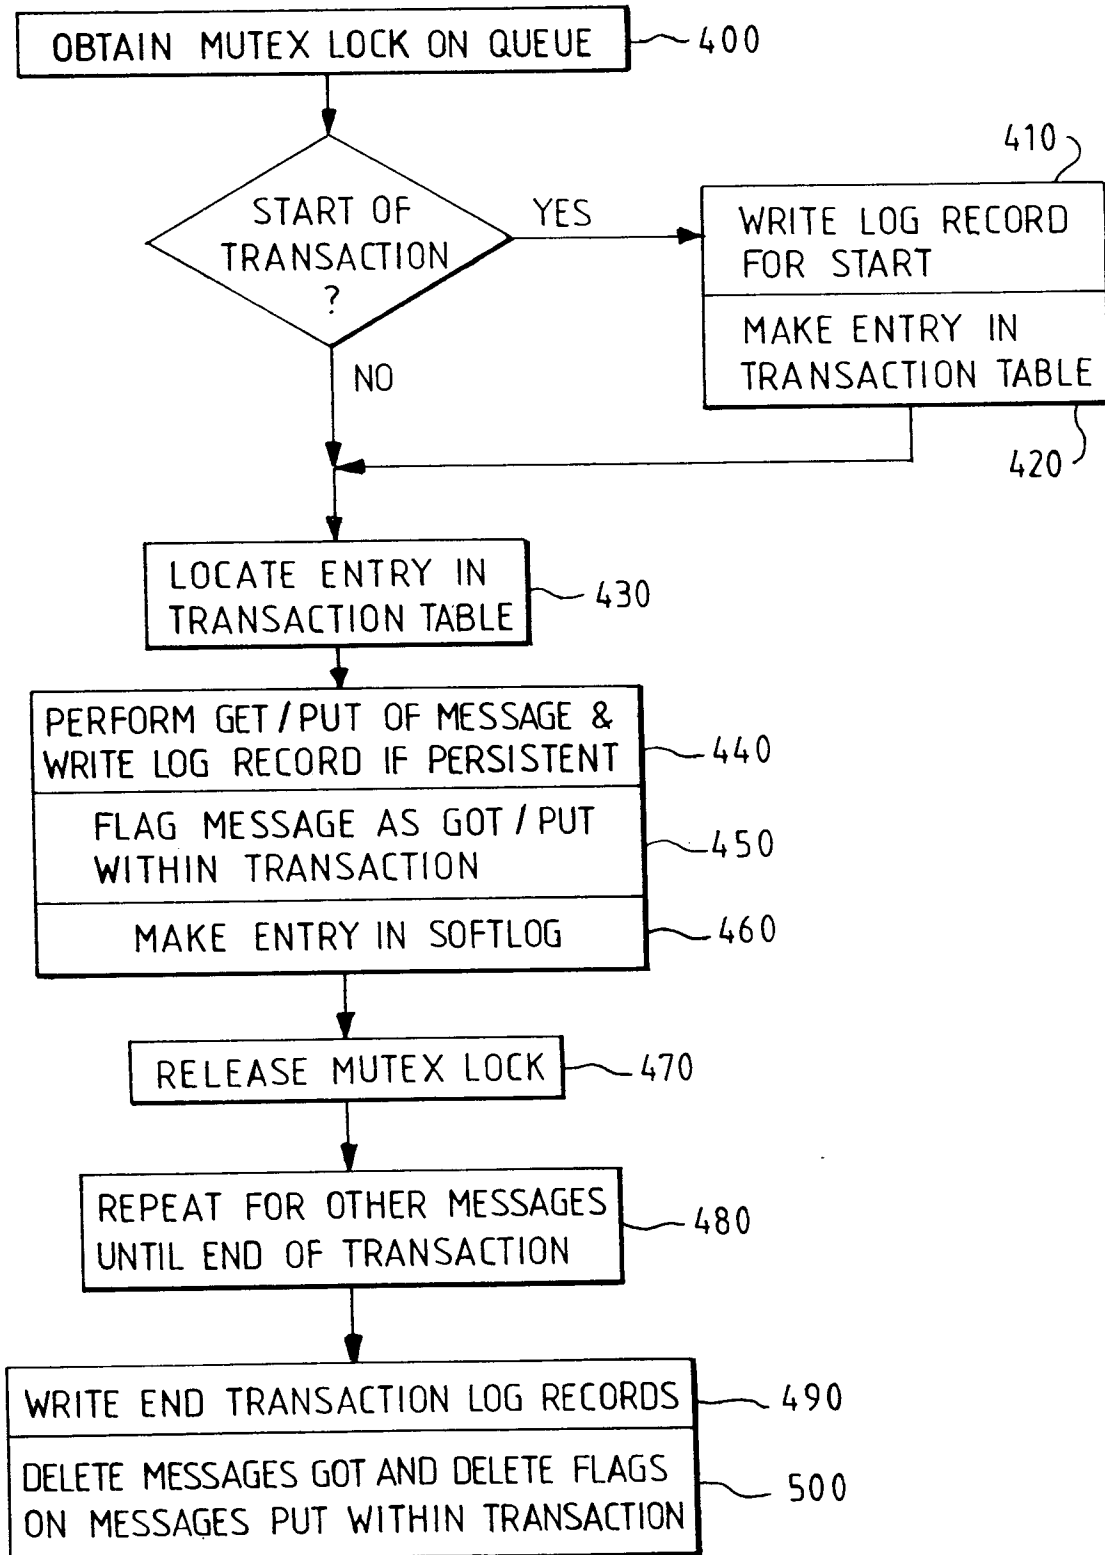 OBTAIN MUTEX LOCK ON QUEUE
400
START OF
TRANSACTION
?
YES
NO
410
WRITE LOG RECORD
FOR START
MAKE ENTRY IN
TRANSACTION TABLE
420
LOCATE ENTRY IN
TRANSACTION TABLE
430
PERFORM GET/PUT OF MESSAGE &
WRITE LOG RECORD IF PERSISTENT
440
FLAG MESSAGE AS GOT/PUT
WITHIN TRANSACTION
450
MAKE ENTRY IN SOFTLOG
460
RELEASE MUTEX LOCK
470
REPEAT FOR OTHER MESSAGES
UNTIL END OF TRANSACTION
480
WRITE END TRANSACTION LOG RECORDS
490
DELETE MESSAGES GOT AND DELETE FLAGS
ON MESSAGES PUT WITHIN TRANSACTION
500